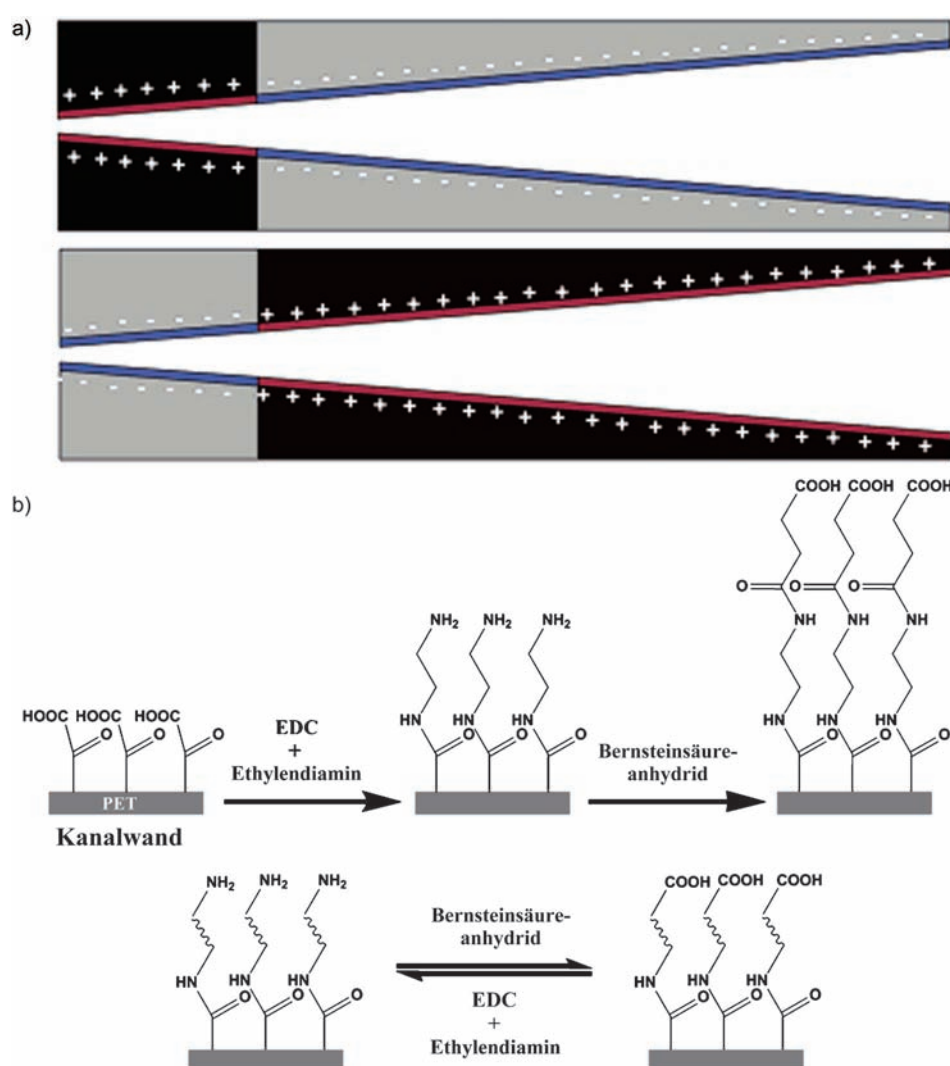 a)
b)
COOH COOH COOH
O O O
NH NH NH
NH₂ NH₂ NH₂
HOOC HOOC HOOC
O O O
EDC
+
Ethylendiamin
HN HN HN
O O O
Bernsteinsäure-
anhydrid
HN HN HN
O O O
PET
Kanalwand
NH₂ NH₂ NH₂
HN HN HN
O O O
Bernsteinsäure-
anhydrid
EDC
+
Ethylendiamin
COOH COOH COOH
HN HN HN
O O O